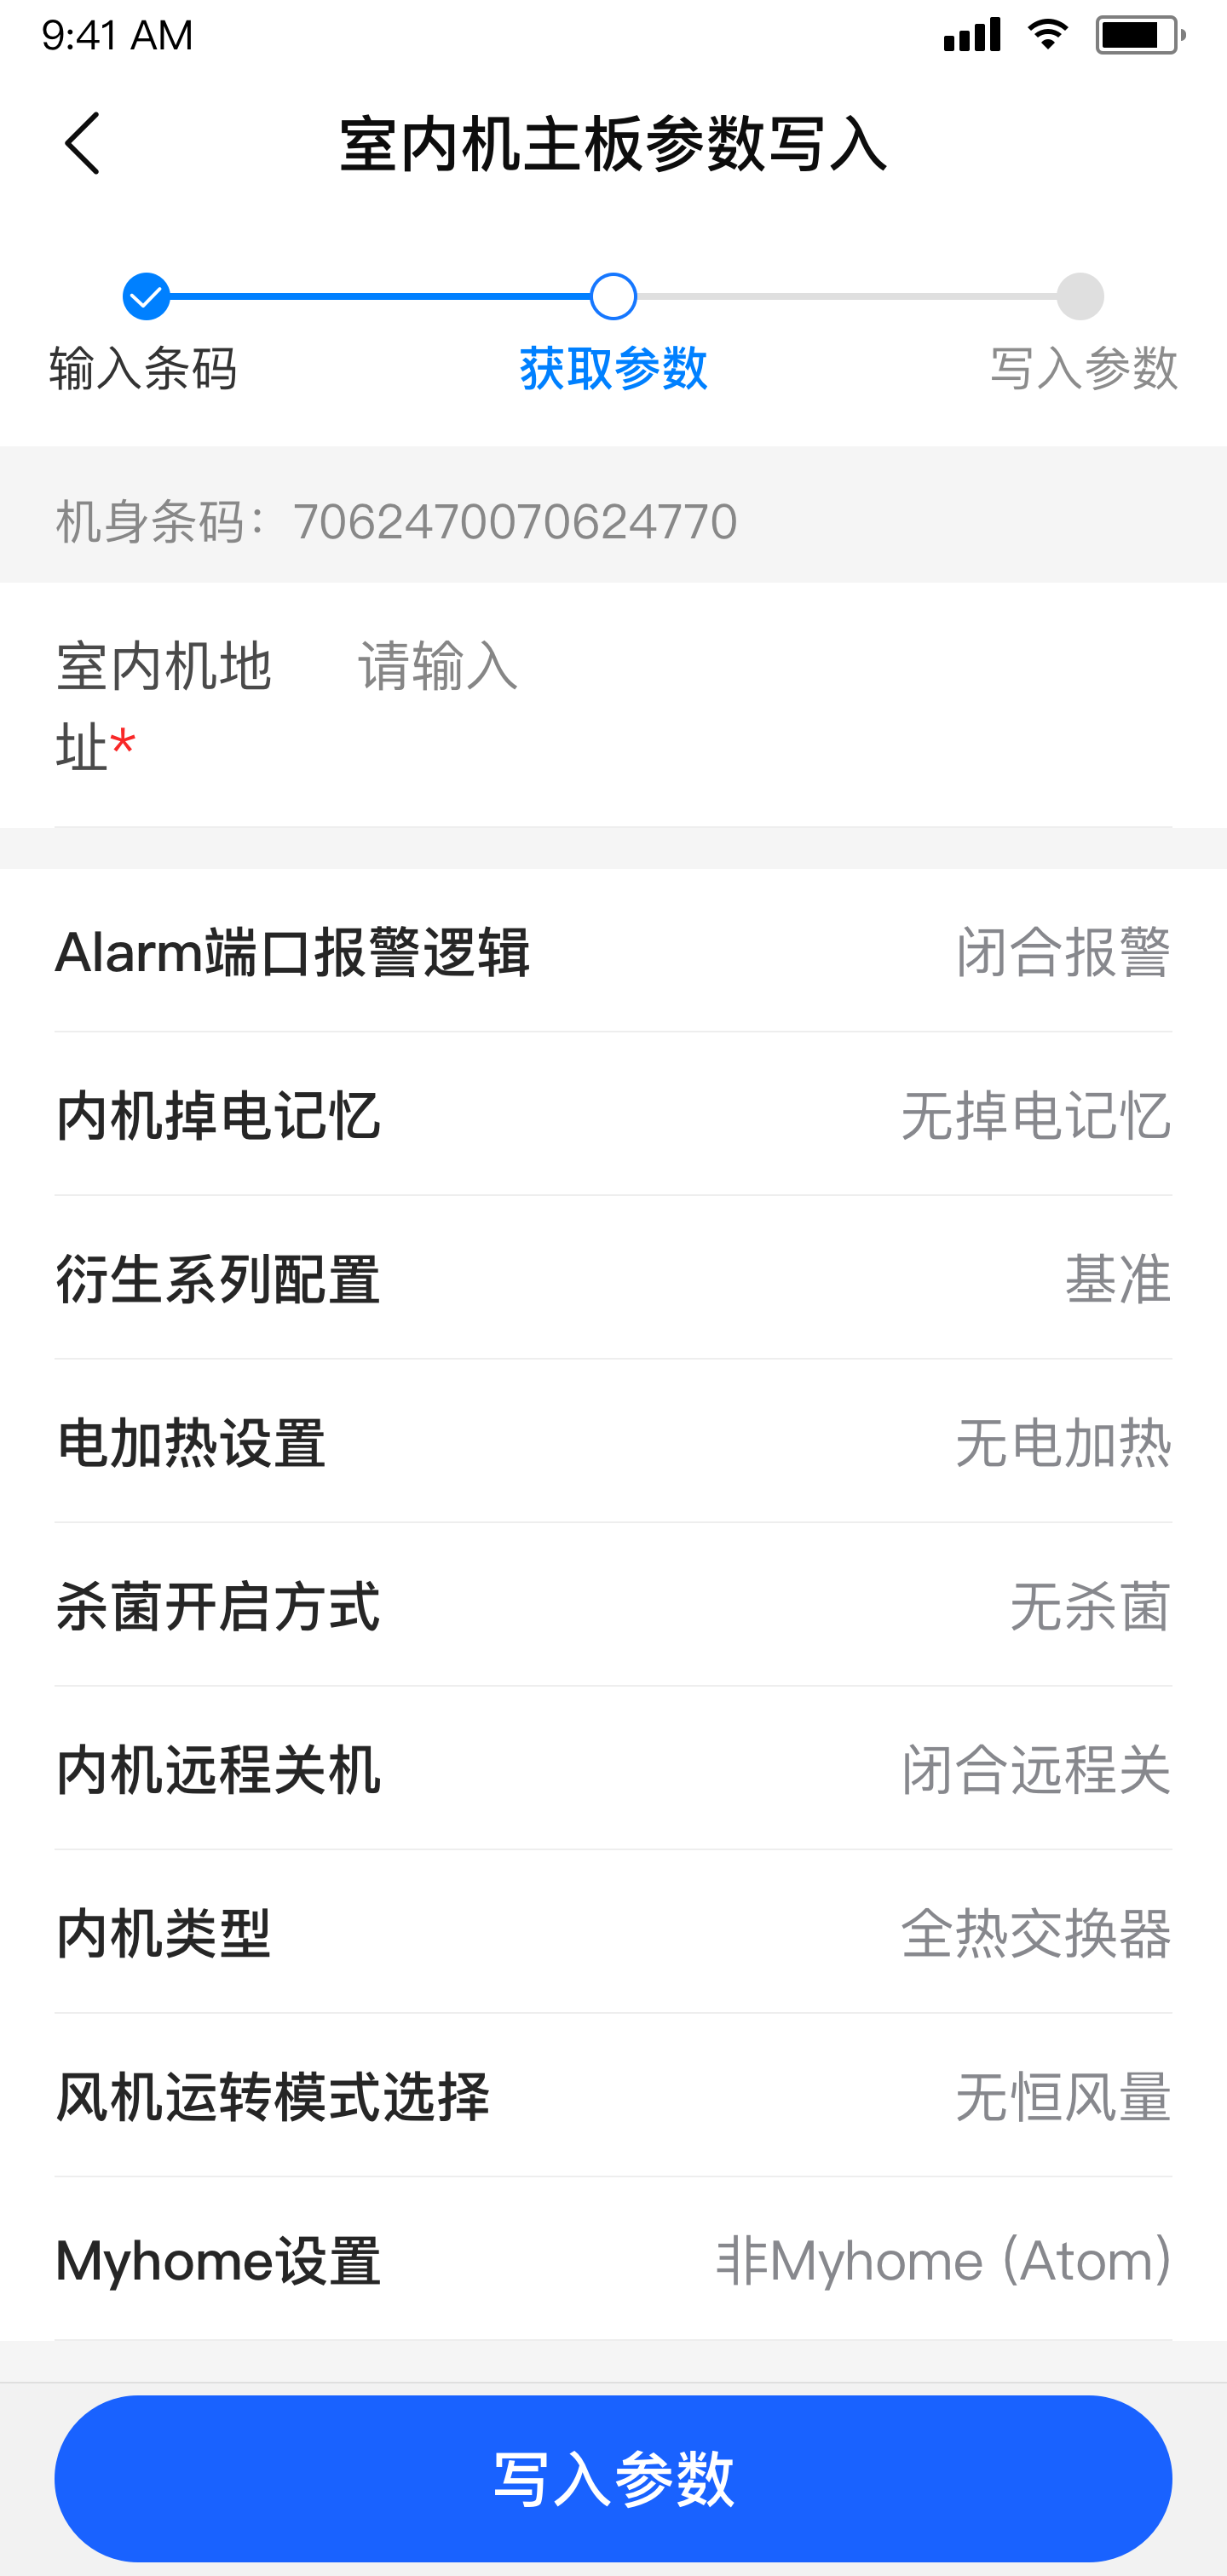 9:41 AM
室内机主板参数写入
输入条码 获取参数 写入参数
机身条码：7062470070624770
室内机地 请输入
址*
Alarm端口报警逻辑 闭合报警
内机掉电记忆 无掉电记忆
衍生系列配置 基准
电加热设置 无电加热
杀菌开启方式 无杀菌
内机远程关机 闭合远程关
内机类型 全热交换器
风机运转模式选择 无恒风量
Myhome设置 非Myhome (Atom)
写入参数